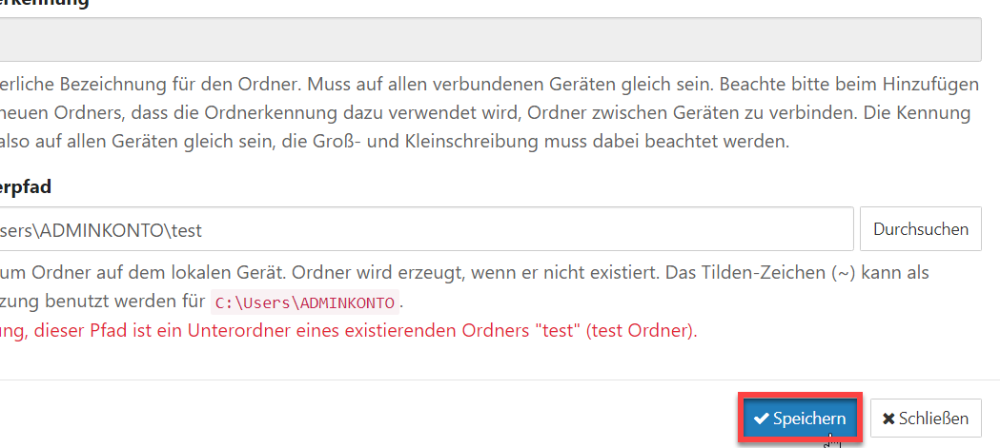 erkennung
erliche Bezeichnung für den Ordner. Muss auf allen verbundenen Geräten gleich sein. Beachte bitte beim Hinzufügen
neuen Ordners, dass die Ordnerkennung dazu verwendet wird, Ordner zwischen Geräten zu verbinden. Die Kennung
also auf allen Geräten gleich sein, die Groß- und Kleinschreibung muss dabei beachtet werden.
erpfad
sers\ADMINKONTO\test
Durchsuchen
um Ordner auf dem lokalen Gerät. Ordner wird erzeugt, wenn er nicht existiert. Das Tilden-Zeichen (~) kann als
zung benutzt werden für C:\Users\ADMINKONTO.
ung, dieser Pfad ist ein Unterordner eines existierenden Ordners "test" (test Ordner).
Speichern
Schließen